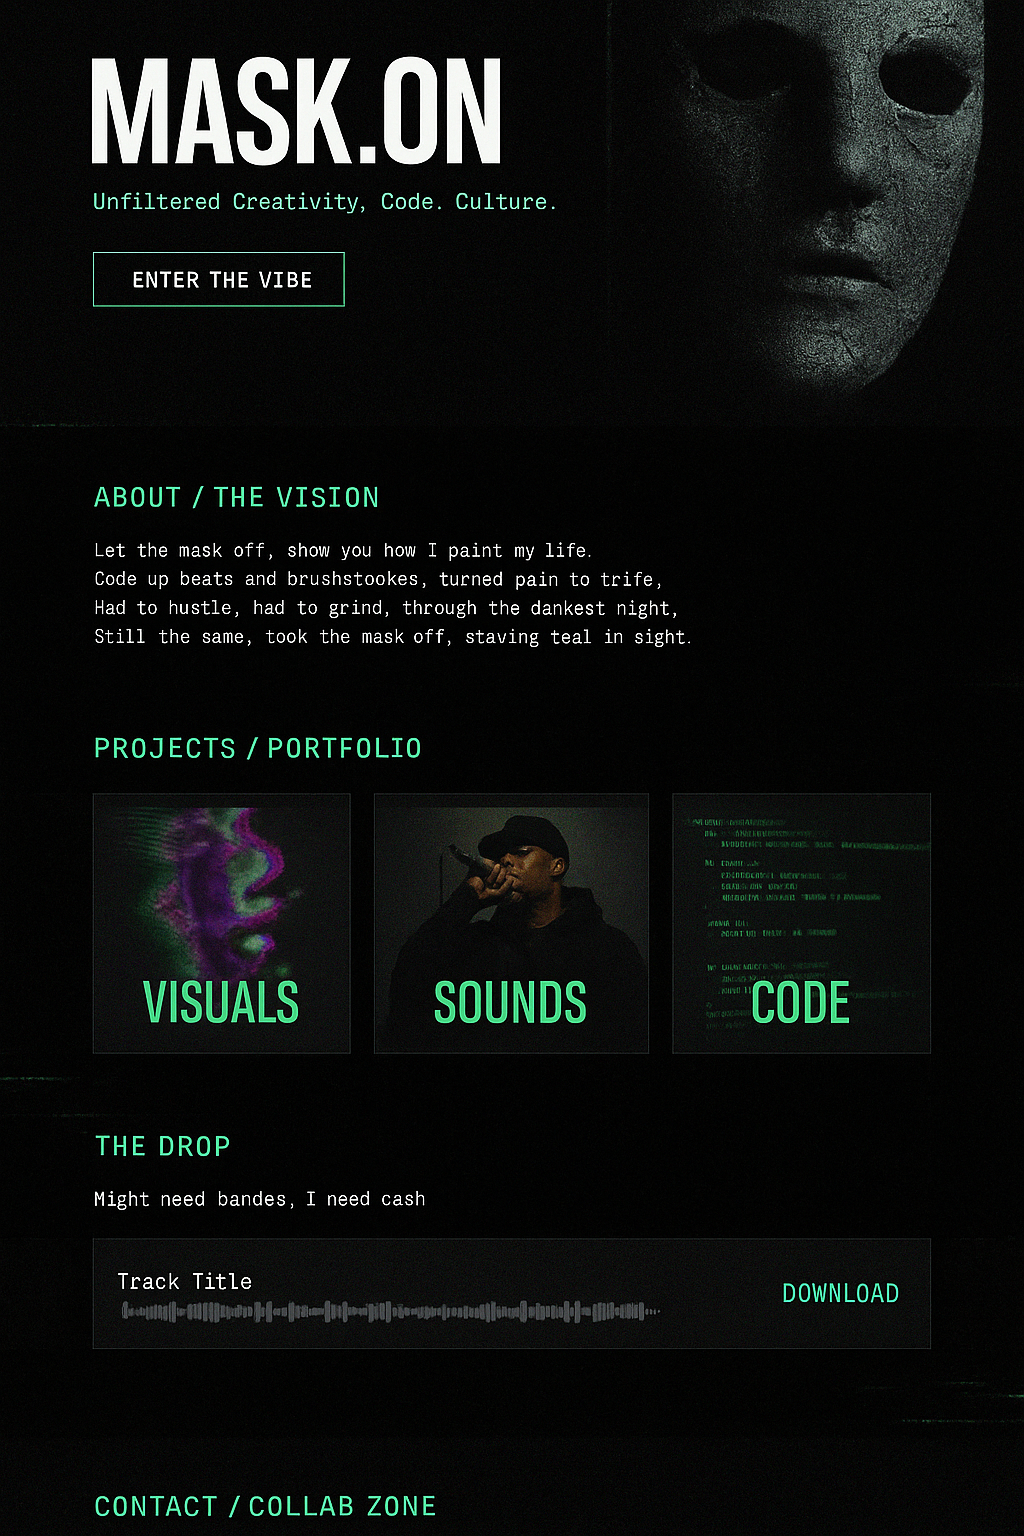 MASK.ON
Unfiltered Creativity, Code. Culture.
ENTER THE VIBE
ABOUT / THE VISION
Let the mask off, show you how I paint my life.
Code up beats and brushstookes, turned pain to trife,
Had to hustle, had to grind, through the dankest night,
Still the same, took the mask off, staving teal in sight.
PROJECTS / PORTFOLIO
VISUALS
SOUNDS
CODE
THE DROP
Might need bandes, I need cash
Track Title
DOWNLOAD
CONTACT / COLLAB ZONE